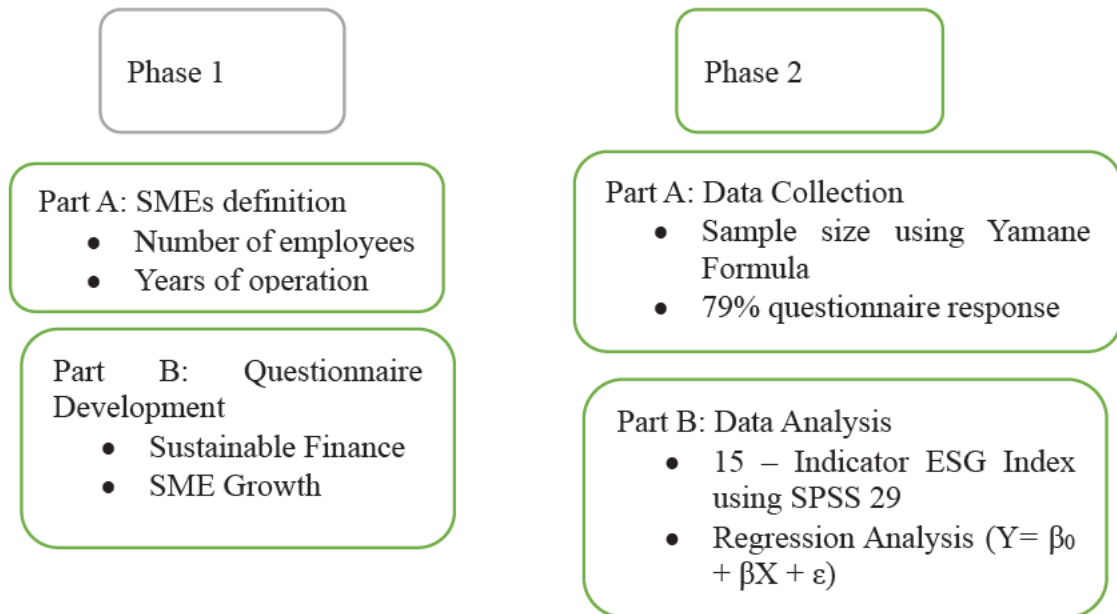 Phase 1
Part A: SMEs definition
● Number of employees
● Years of operation
Part B: Questionnaire
Development
● Sustainable Finance
● SME Growth
Phase 2
Part A: Data Collection
● Sample size using Yamane
Formula
● 79% questionnaire response
Part B: Data Analysis
● 15 – Indicator ESG Index
using SPSS 29
● Regression Analysis (Y= β₀
+ βX + ε)